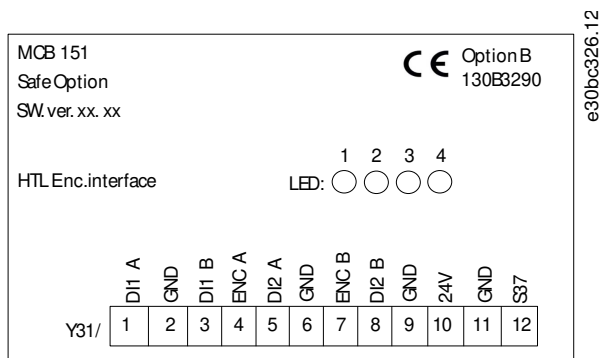 e30bc326.12
MCB 151
Safe Option
SW. ver. xx. xx
CE Option B
130B3290
1 2 3 4
HTL Enc.interface LED:
DI1 A GND DI1 B ENC A DI2 A GND ENC B DI2 B GND 24V GND S37
Y31/ 1 2 3 4 5 6 7 8 9 10 11 12